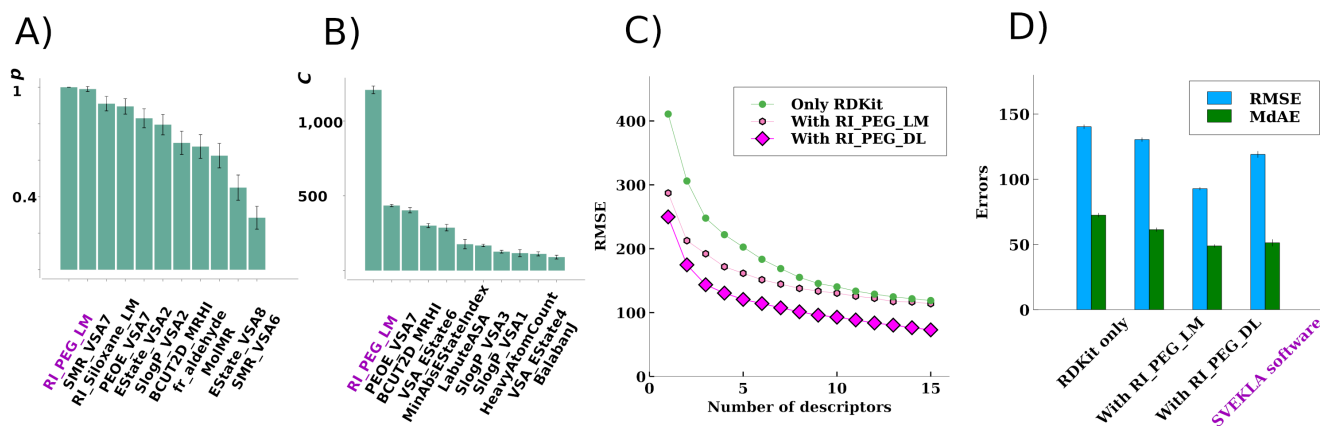 A)
p
1
0.4
RI_PEG_LM
SMR_VSA7
RI_Siloxane_LM
PEOE_VSA7
EState_VSA2
SlogP_VSA2
BCUT2D_MRHI
fr_aldehyde
MolMR
EState_VSA8
SMR_VSA6
B)
C
1,000
500
RI_PEG_LM
PEOE_VSA7
BCUT2D_MRHI
VSA_EState6
MinAbsEStateIndex
LabuteASA
SlogP_VSA3
SlogP_VSA1
HeavyAtomCount
VSA_EState4
BalabanJ
C)
RMSE
400
300
200
100
0
0
5
10
15
Number of descriptors
Only RDKit
With RI_PEG_LM
With RI_PEG_DL
D)
Errors
150
100
50
0
RMSE
MdAE
RDKit only
With RI_PEG_LM
With RI_PEG_DL
SVEKLA software